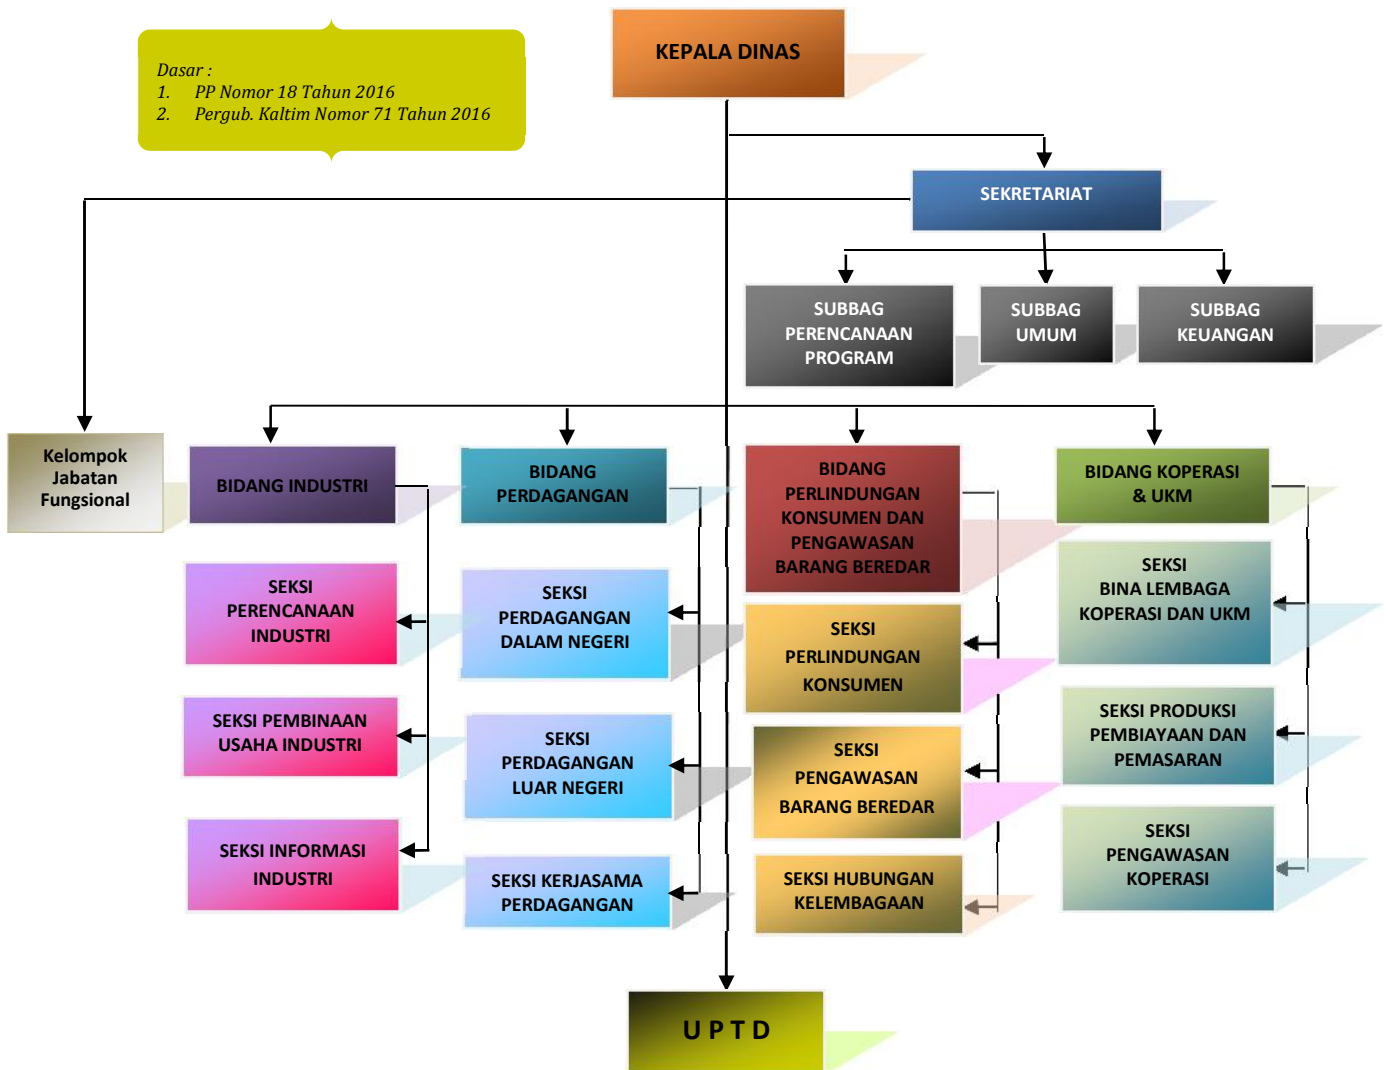 KEPALA DINAS
Dasar :
1. PP Nomor 18 Tahun 2016
2. Pergub. Kaltim Nomor 71 Tahun 2016
SEKRETARIAT
SUBBAG
PERENCANAAN
PROGRAM
SUBBAG
UMUM
SUBBAG
KEUANGAN
Kelompok
Jabatan
Fungsional
BIDANG INDUSTRI
BIDANG
PERDAGANGAN
BIDANG
PERLINDUNGAN
KONSUMEN DAN
PENGAWASAN
BARANG BEREDAR
BIDANG KOPERASI
& UKM
SEKSI
PERENCANAAN
INDUSTRI
SEKSI
PERDAGANGAN
DALAM NEGERI
SEKSI
PERLINDUNGAN
KONSUMEN
SEKSI
BINA LEMBAGA
KOPERASI DAN UKM
SEKSI PEMBINAAN
USAHA INDUSTRI
SEKSI
PERDAGANGAN
LUAR NEGERI
SEKSI
PENGAWASAN
BARANG BEREDAR
SEKSI PRODUKSI
PEMBIAYAAN DAN
PEMASARAN
SEKSI INFORMASI
INDUSTRI
SEKSI KERJASAMA
PERDAGANGAN
SEKSI HUBUNGAN
KELEMBAGAAN
SEKSI
PENGAWASAN
KOPERASI
U P T D